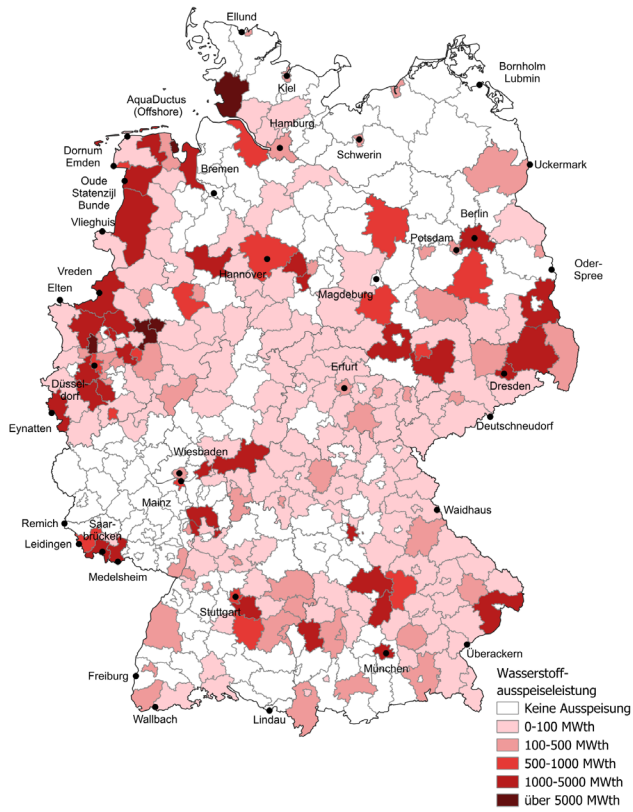 Ellund
Kiel
Bornholm
Lubmin
AquaDuctus
(Offshore)
Hamburg
Schwerin
Dornum
Emden
Bremen
Uckermark
Oude
Statenzijl
Bunde
Vlieghuis
Berlin
Potsdam
Oder-
Spree
Vreden
Hannover
Magdeburg
Elten
Erfurt
Düssel-
dorf
Dresden
Eynatten
Deutschneudorf
Wiesbaden
Mainz
Waidhaus
Remich
Saar-
brücken
Leidingen
Medelsheim
Stuttgart
Überackern
München
Freiburg
Wallbach
Lindau
Wasserstoff-
ausspeiseleistung
Keine Ausspeisung
0-100 MWth
100-500 MWth
500-1000 MWth
1000-5000 MWth
über 5000 MWth